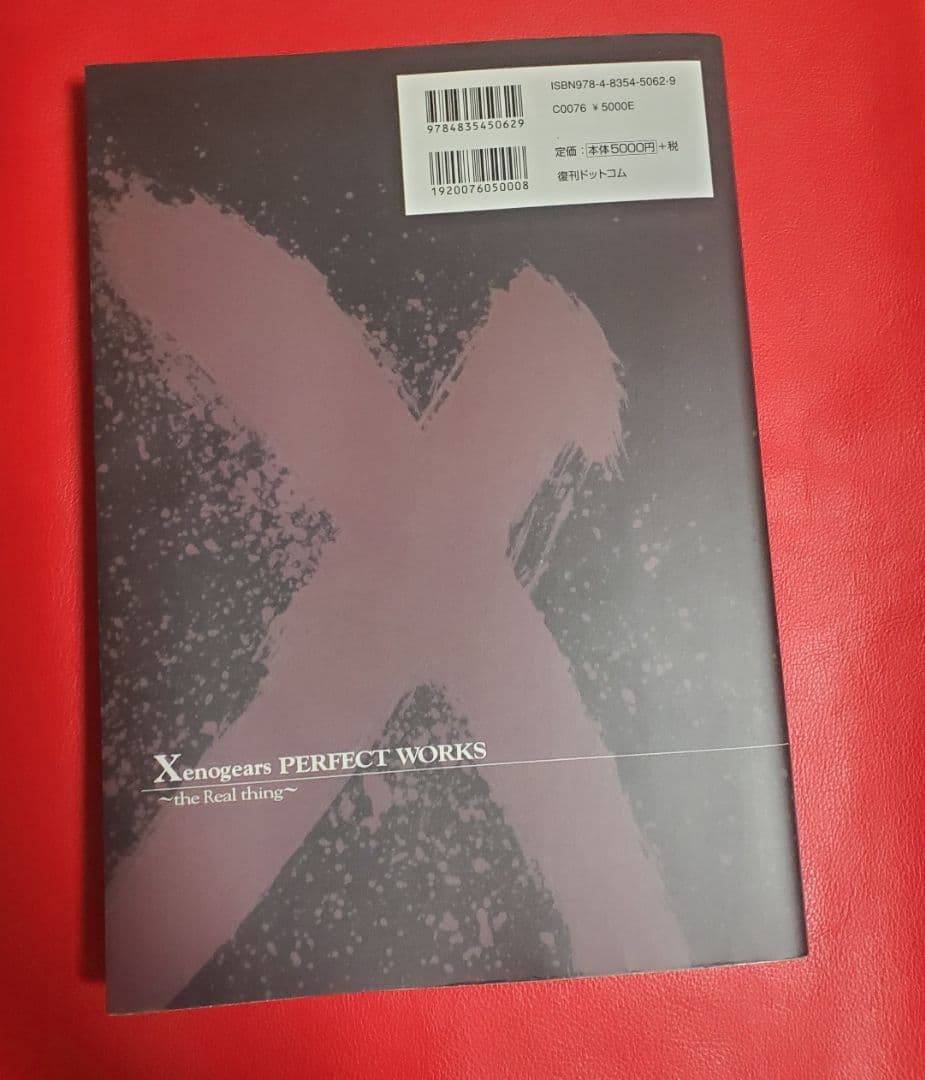 ISBN978-4-8354-5062-9
C0076 ¥5000E
9784835450629
定価：本体5000円+税
1920076050008
復刊ドットコム
Xenogears PERFECT WORKS
~the Real thing~